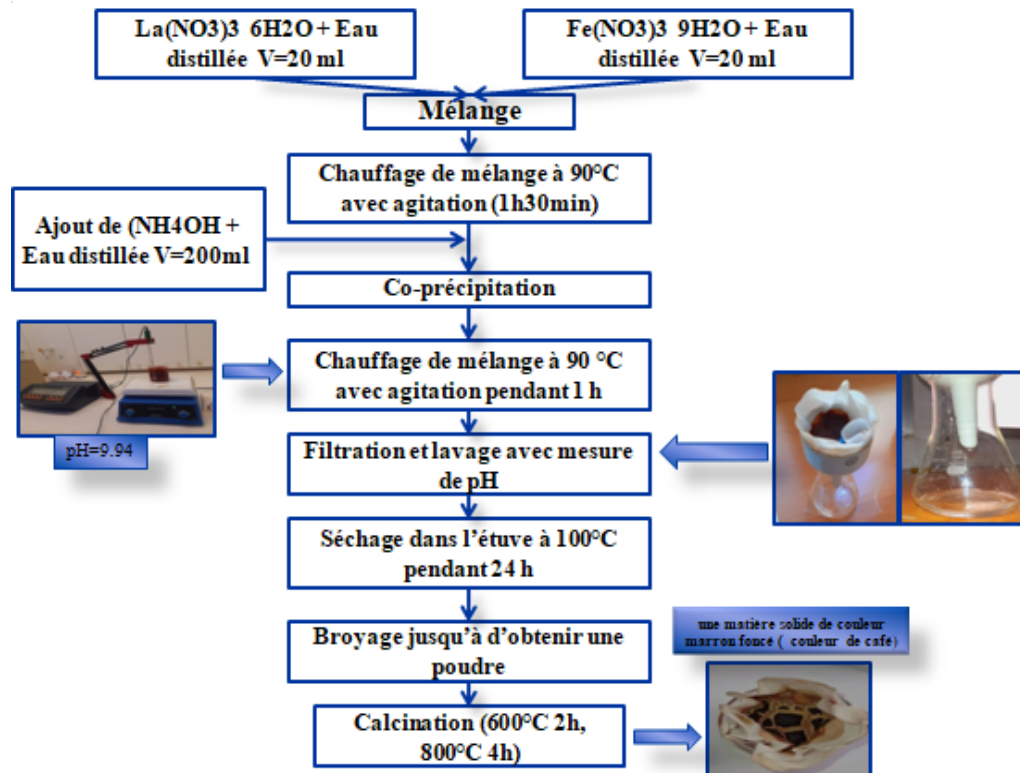 La(NO3)3 6H2O + Eau
distillée V=20 ml
Fe(NO3)3 9H2O + Eau
distillée V=20 ml
Mélange
Chauffage de mélange à 90°C
avec agitation (1h30min)
Ajout de (NH4OH +
Eau distillée V=200ml
Co-précipitation
Chauffage de mélange à 90 °C
avec agitation pendant 1 h
pH=9.94
Filtration et lavage avec mesure
de pH
Séchage dans l’étuve à 100°C
pendant 24 h
Broyage jusqu’à d’obtenir une
poudre
une matière solide de couleur
marron foncé ( couleur de café)
Calcination (600°C 2h,
800°C 4h)